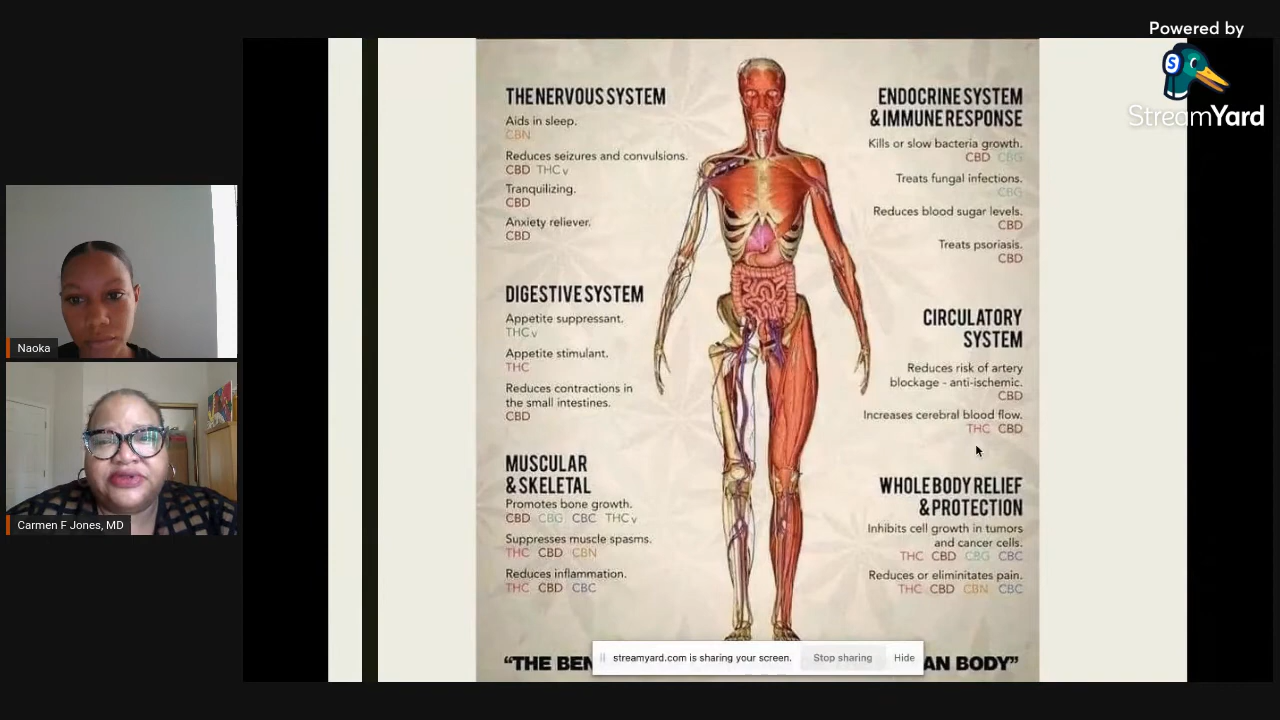 Powered by
StreamYard
Naoka
Carmen F Jones, MD
THE NERVOUS SYSTEM
Aids in sleep.
CBN
Reduces seizures and convulsions.
CBD THCv
Tranquilizing.
CBD
Anxiety reliever.
CBD
DIGESTIVE SYSTEM
Appetite suppressant.
THCv
Appetite stimulant.
THC
Reduces contractions in
the small intestines.
CBD
MUSCULAR
& SKELETAL
Promotes bone growth.
CBD CBG CBC THCv
Suppresses muscle spasms.
THC CBD CBN
Reduces inflammation.
THC CBD CBC
ENDOCRINE SYSTEM
& IMMUNE RESPONSE
Kills or slow bacteria growth.
CBD CBG
Treats fungal infections.
CBG
Reduces blood sugar levels.
CBD
Treats psoriasis.
CBD
CIRCULATORY
SYSTEM
Reduces risk of artery
blockage - anti-ischemic.
CBD
Increases cerebral blood flow.
THC CBD
WHOLE BODY RELIEF
& PROTECTION
Inhibits cell growth in tumors
and cancer cells.
THC CBD CBG CBC
Reduces or eliminitates pain.
THC CBD CBN CBC
"THE BODY"
streamyard.com is sharing your screen. Stop sharing Hide